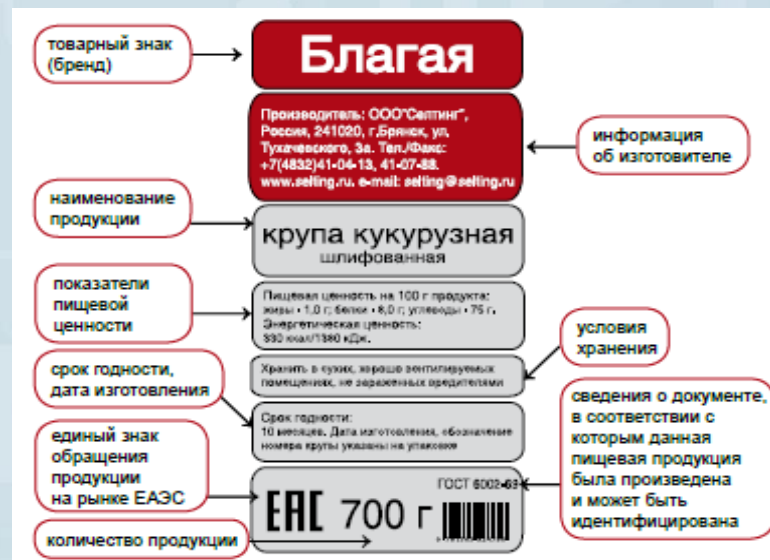 товарный знак
(бренд)
Благая
Производитель: ООО"Селтинг",
Россия, 241020, г.Брянск, ул.
Тухачевского, 3а. Тел./Факс:
+7(4832)41-04-13, 41-07-88.
www.selting.ru. e-mail: selting@selting.ru
информация
об изготовителе
наименование
продукции
крупа кукурузная
шлифованная
показатели
пищевой
ценности
Пищевая ценность на 100 г продукта:
жиры • 1,0 г; белки • 8,0 г; углеводы • 75 г.
Энергетическая ценность:
330 ккал/1380 кДж.
условия
хранения
Хранить в сухих, хорошо вентилируемых
помещениях, не зараженных вредителями
срок годности,
дата изготовления
Срок годности:
10 месяцев. Дата изготовления, обозначение
номера крупы указаны на упаковке
сведения о документе,
в соответствии с
которым данная
пищевая продукция
была произведена
и может быть
идентифицирована
единый знак
обращения
продукции
на рынке ЕАЭС
ГОСТ 6002-69
ЕАС 700 г
количество продукции